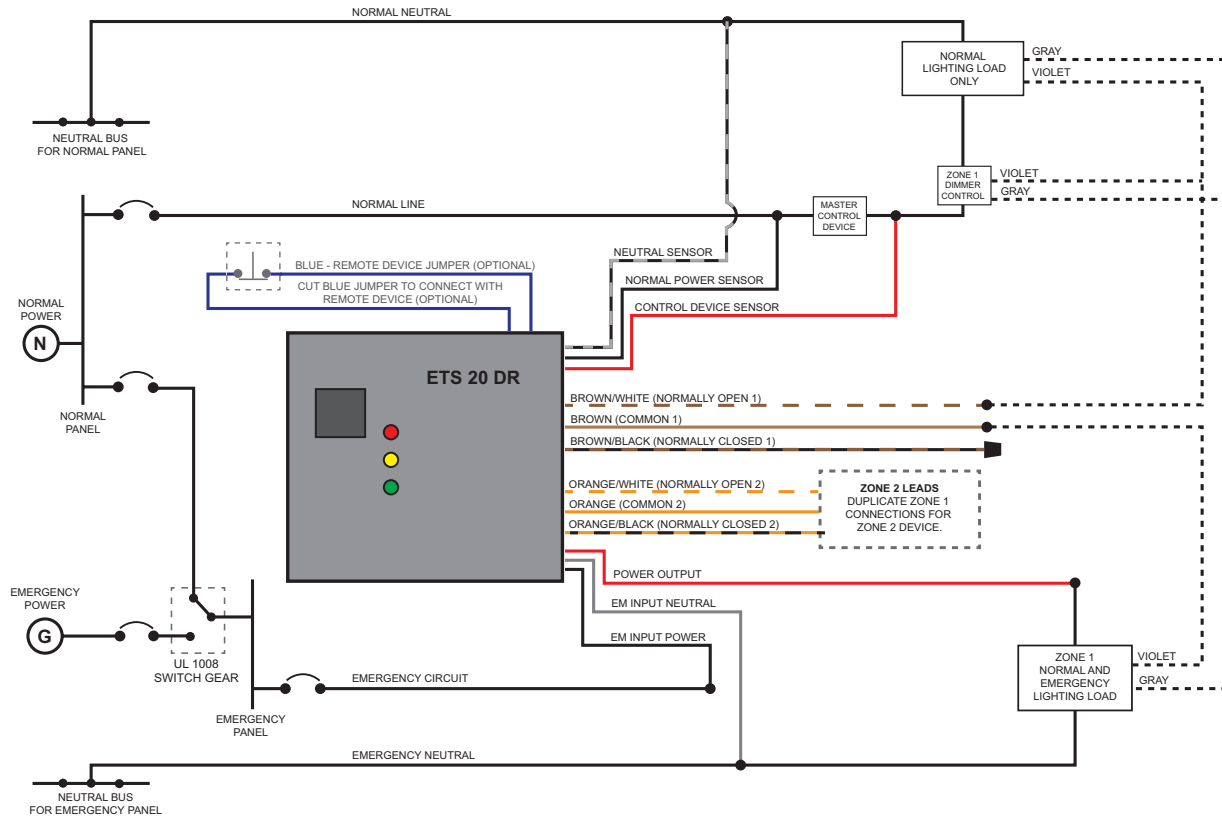 NORMAL NEUTRAL
NORMAL
LIGHTING LOAD
ONLY
GRAY
VIOLET
NEUTRAL BUS
FOR NORMAL PANEL
ZONE 1
DIMMER
CONTROL
VIOLET
GRAY
NORMAL LINE
MASTER
CONTROL
DEVICE
NEUTRAL SENSOR
BLUE - REMOTE DEVICE JUMPER (OPTIONAL)
NORMAL POWER SENSOR
CUT BLUE JUMPER TO CONNECT WITH
REMOTE DEVICE (OPTIONAL)
CONTROL DEVICE SENSOR
NORMAL
POWER
N
NORMAL
PANEL
ETS 20 DR
BROWN/WHITE (NORMALLY OPEN 1)
BROWN (COMMON 1)
BROWN/BLACK (NORMALLY CLOSED 1)
ORANGE/WHITE (NORMALLY OPEN 2)
ORANGE (COMMON 2)
ORANGE/BLACK (NORMALLY CLOSED 2)
ZONE 2 LEADS
DUPLICATE ZONE 1
CONNECTIONS FOR
ZONE 2 DEVICE.
POWER OUTPUT
EM INPUT NEUTRAL
EM INPUT POWER
EMERGENCY
POWER
G
UL 1008
SWITCH GEAR
EMERGENCY CIRCUIT
EMERGENCY
PANEL
ZONE 1
NORMAL AND
EMERGENCY
LIGHTING LOAD
VIOLET
GRAY
EMERGENCY NEUTRAL
NEUTRAL BUS
FOR EMERGENCY PANEL